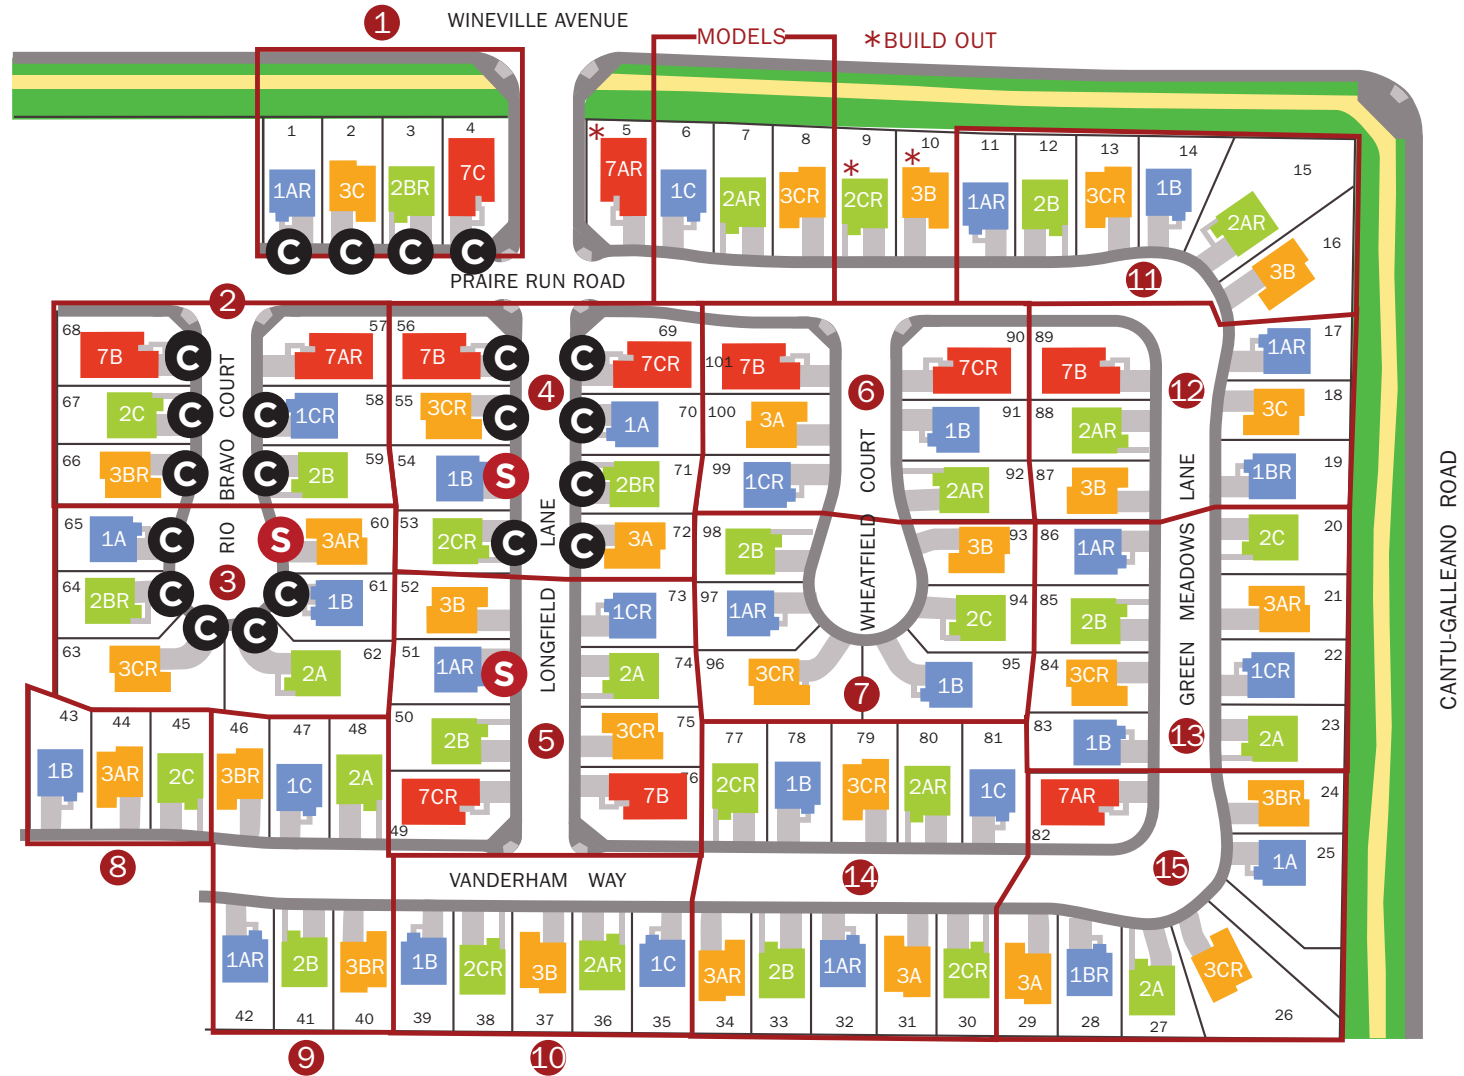 1 WINEVILLE AVENUE
MODELS *BUILD OUT
1 2 3 4
1AR 3C 2BR 7C
C C C C
* 5 6 7 8 9 * 10 * 11 12 13 14 15
7AR 1C 2AR 3CR 2CR 3B 1AR 2B 3CR 1B 2AR
16 3B
PRAIRE RUN ROAD
11
2
68 7B C
57 7AR
56 7B C
C 69 7CR
101 7B
90 7CR
89 7B
17 1AR
67 2C C
C 1CR 58
55 3CR C
C 1A 70
100 3A
1B 91
88 2AR
3C 18
66 3BR C
C 2B 59
54 1B S
C 2BR 71
99 1CR
2AR 92
87 3B
1BR 19
BRAVO COURT
4
6
12
65 1A C
S 3AR 60
53 2CR C
C 3A 72
98 2B
3B 93
86 1AR
2C 20
RIO
3
64 2BR C
C 1B 61
C C
52 3B
1CR 73
97 1AR
2C 94
85 2B
3AR 21
63 3CR
2A 62
51 1AR S
2A 74
96 3CR
1B 95
84 3CR
1CR 22
LONGFIELD LANE
WHEATFIELD COURT
GREEN MEADOWS LANE
CANTU-GALLEANO ROAD
7
43 44 45 46 47 48
1B 3AR 2C 3BR 1C 2A
50 2B
3CR 75
5
77 78 79 80 81
2CR 1B 3CR 2AR 1C
83 1B
13
2A 23
49 7CR
7B 76
7AR 82
3BR 24
8
VANDERHAM WAY
14
15
1A 25
1AR 2B 3BR 1B 2CR 3B 2AR 1C 3AR 2B 1AR 3A 2CR 3A 1BR 2A 3CR
42 41 40 39 38 37 36 35 34 33 32 31 30 29 28 27 26
9 10